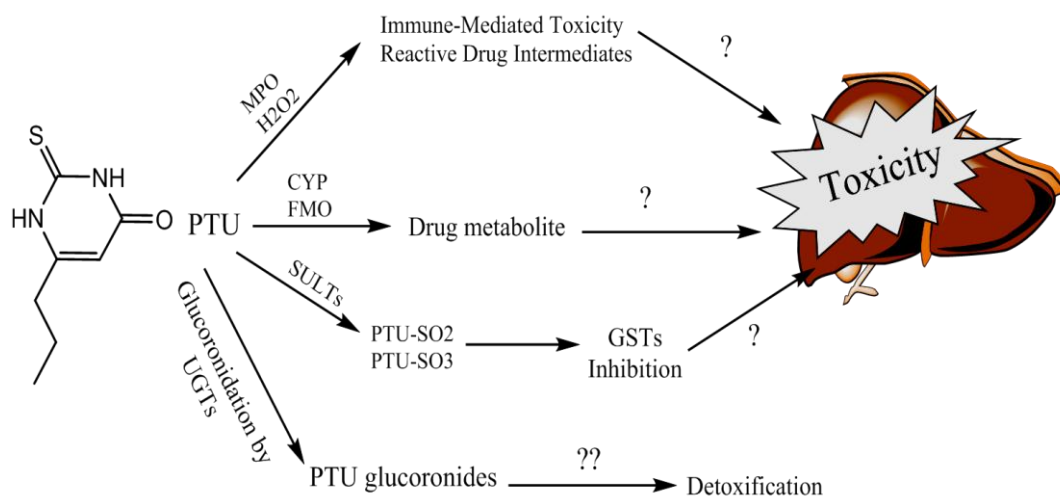 Immune-Mediated Toxicity
Reactive Drug Intermediates
?
MPO
H2O2
S
NH
NH
O
PTU
CYP
FMO
Drug metabolite
?
Toxicity
SULTs
PTU-SO2
PTU-SO3
GSTs
Inhibition
?
Glucoronidation by
UGTs
PTU glucoronides
??
Detoxification